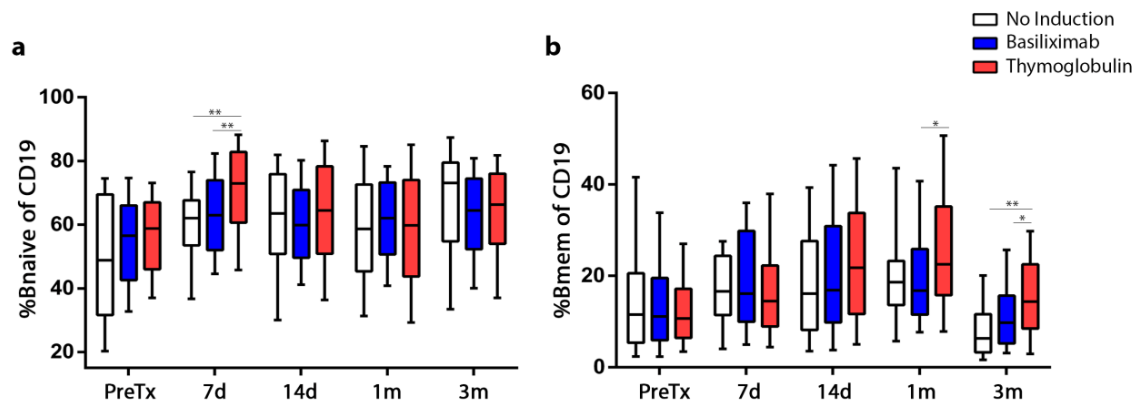 No Induction
Basiliximab
Thymoglobulin
a
b
%Bnaive of CD19
100
80
60
40
20
**
**
PreTx 7d 14d 1m 3m
%Bmem of CD19
60
40
20
0
*
**
*
PreTx 7d 14d 1m 3m